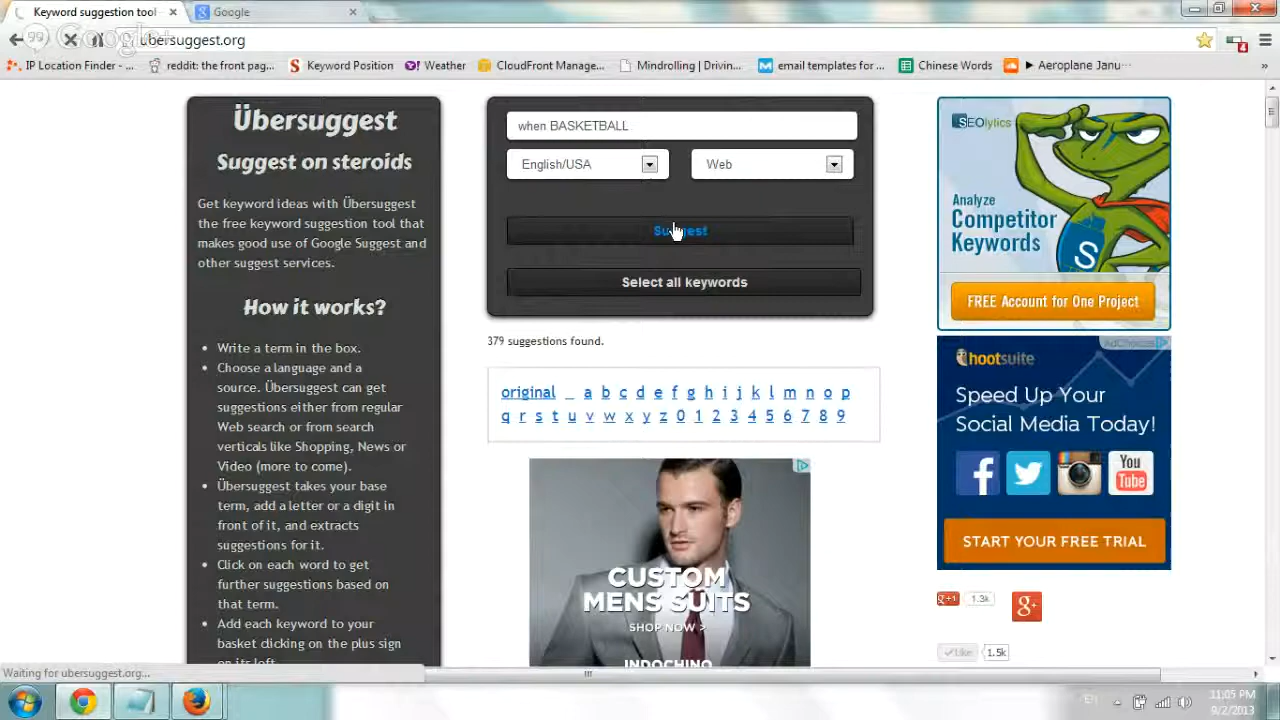 Keyword suggestion tool
Google
ubersuggest.org
IP Location Finder - ...
reddit: the front pag...
Keyword Position
Weather
CloudFront Manage...
Mindrolling | Drivin...
email templates for ...
Chinese Words
▶ Aeroplane Janu...
»
Übersuggest
Suggest on steroids
Get keyword ideas with Übersuggest
the free keyword suggestion tool that
makes good use of Google Suggest and
other suggest services.
How it works?
• Write a term in the box.
• Choose a language and a
source. Übersuggest can get
suggestions either from regular
Web search or from search
verticals like Shopping, News or
Video (more to come).
• Übersuggest takes your base
term, add a letter or a digit in
front of it, and extracts
suggestions for it.
• Click on each word to get
further suggestions based on
that term.
• Add each keyword to your
basket clicking on the plus sign
on its left.
when BASKETBALL
English/USA
Web
Suggest
Select all keywords
379 suggestions found.
original _ a b c d e f g h i j k l m n o p
q r s t u v w x y z 0 1 2 3 4 5 6 7 8 9
CUSTOM
MENS SUITS
SHOP NOW >
INDOCHINO
SEOlytics
Analyze
Competitor
Keywords
S
FREE Account for One Project
AdChoices
hootsuite
Speed Up Your
Social Media Today!
You
Tube
START YOUR FREE TRIAL
+1
1.3k
g+
Like
1.5k
Waiting for ubersuggest.org...
EN
11:05 PM
9/2/2013